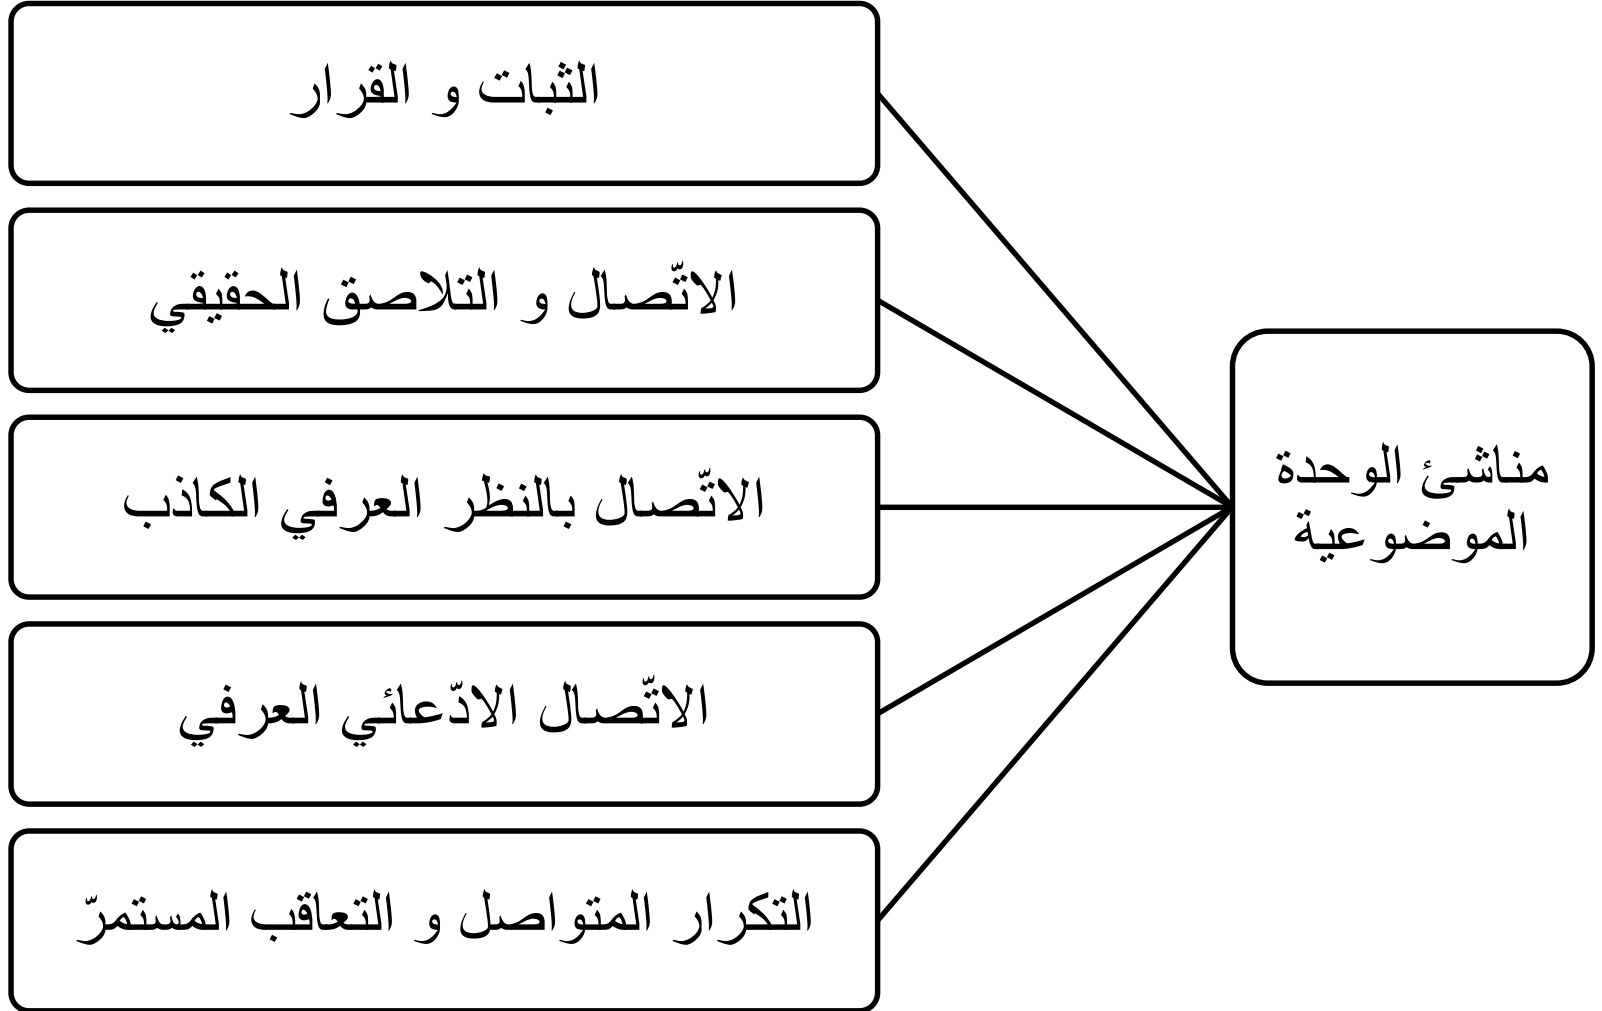 مناشئ الوحدة
الموضوعية
الثبات و القرار
الاتّصال و التلاصق الحقيقي
الاتّصال بالنظر العرفي الكاذب
الاتّصال الادّعائي العرفي
التكرار المتواصل و التعاقب المستمرّ